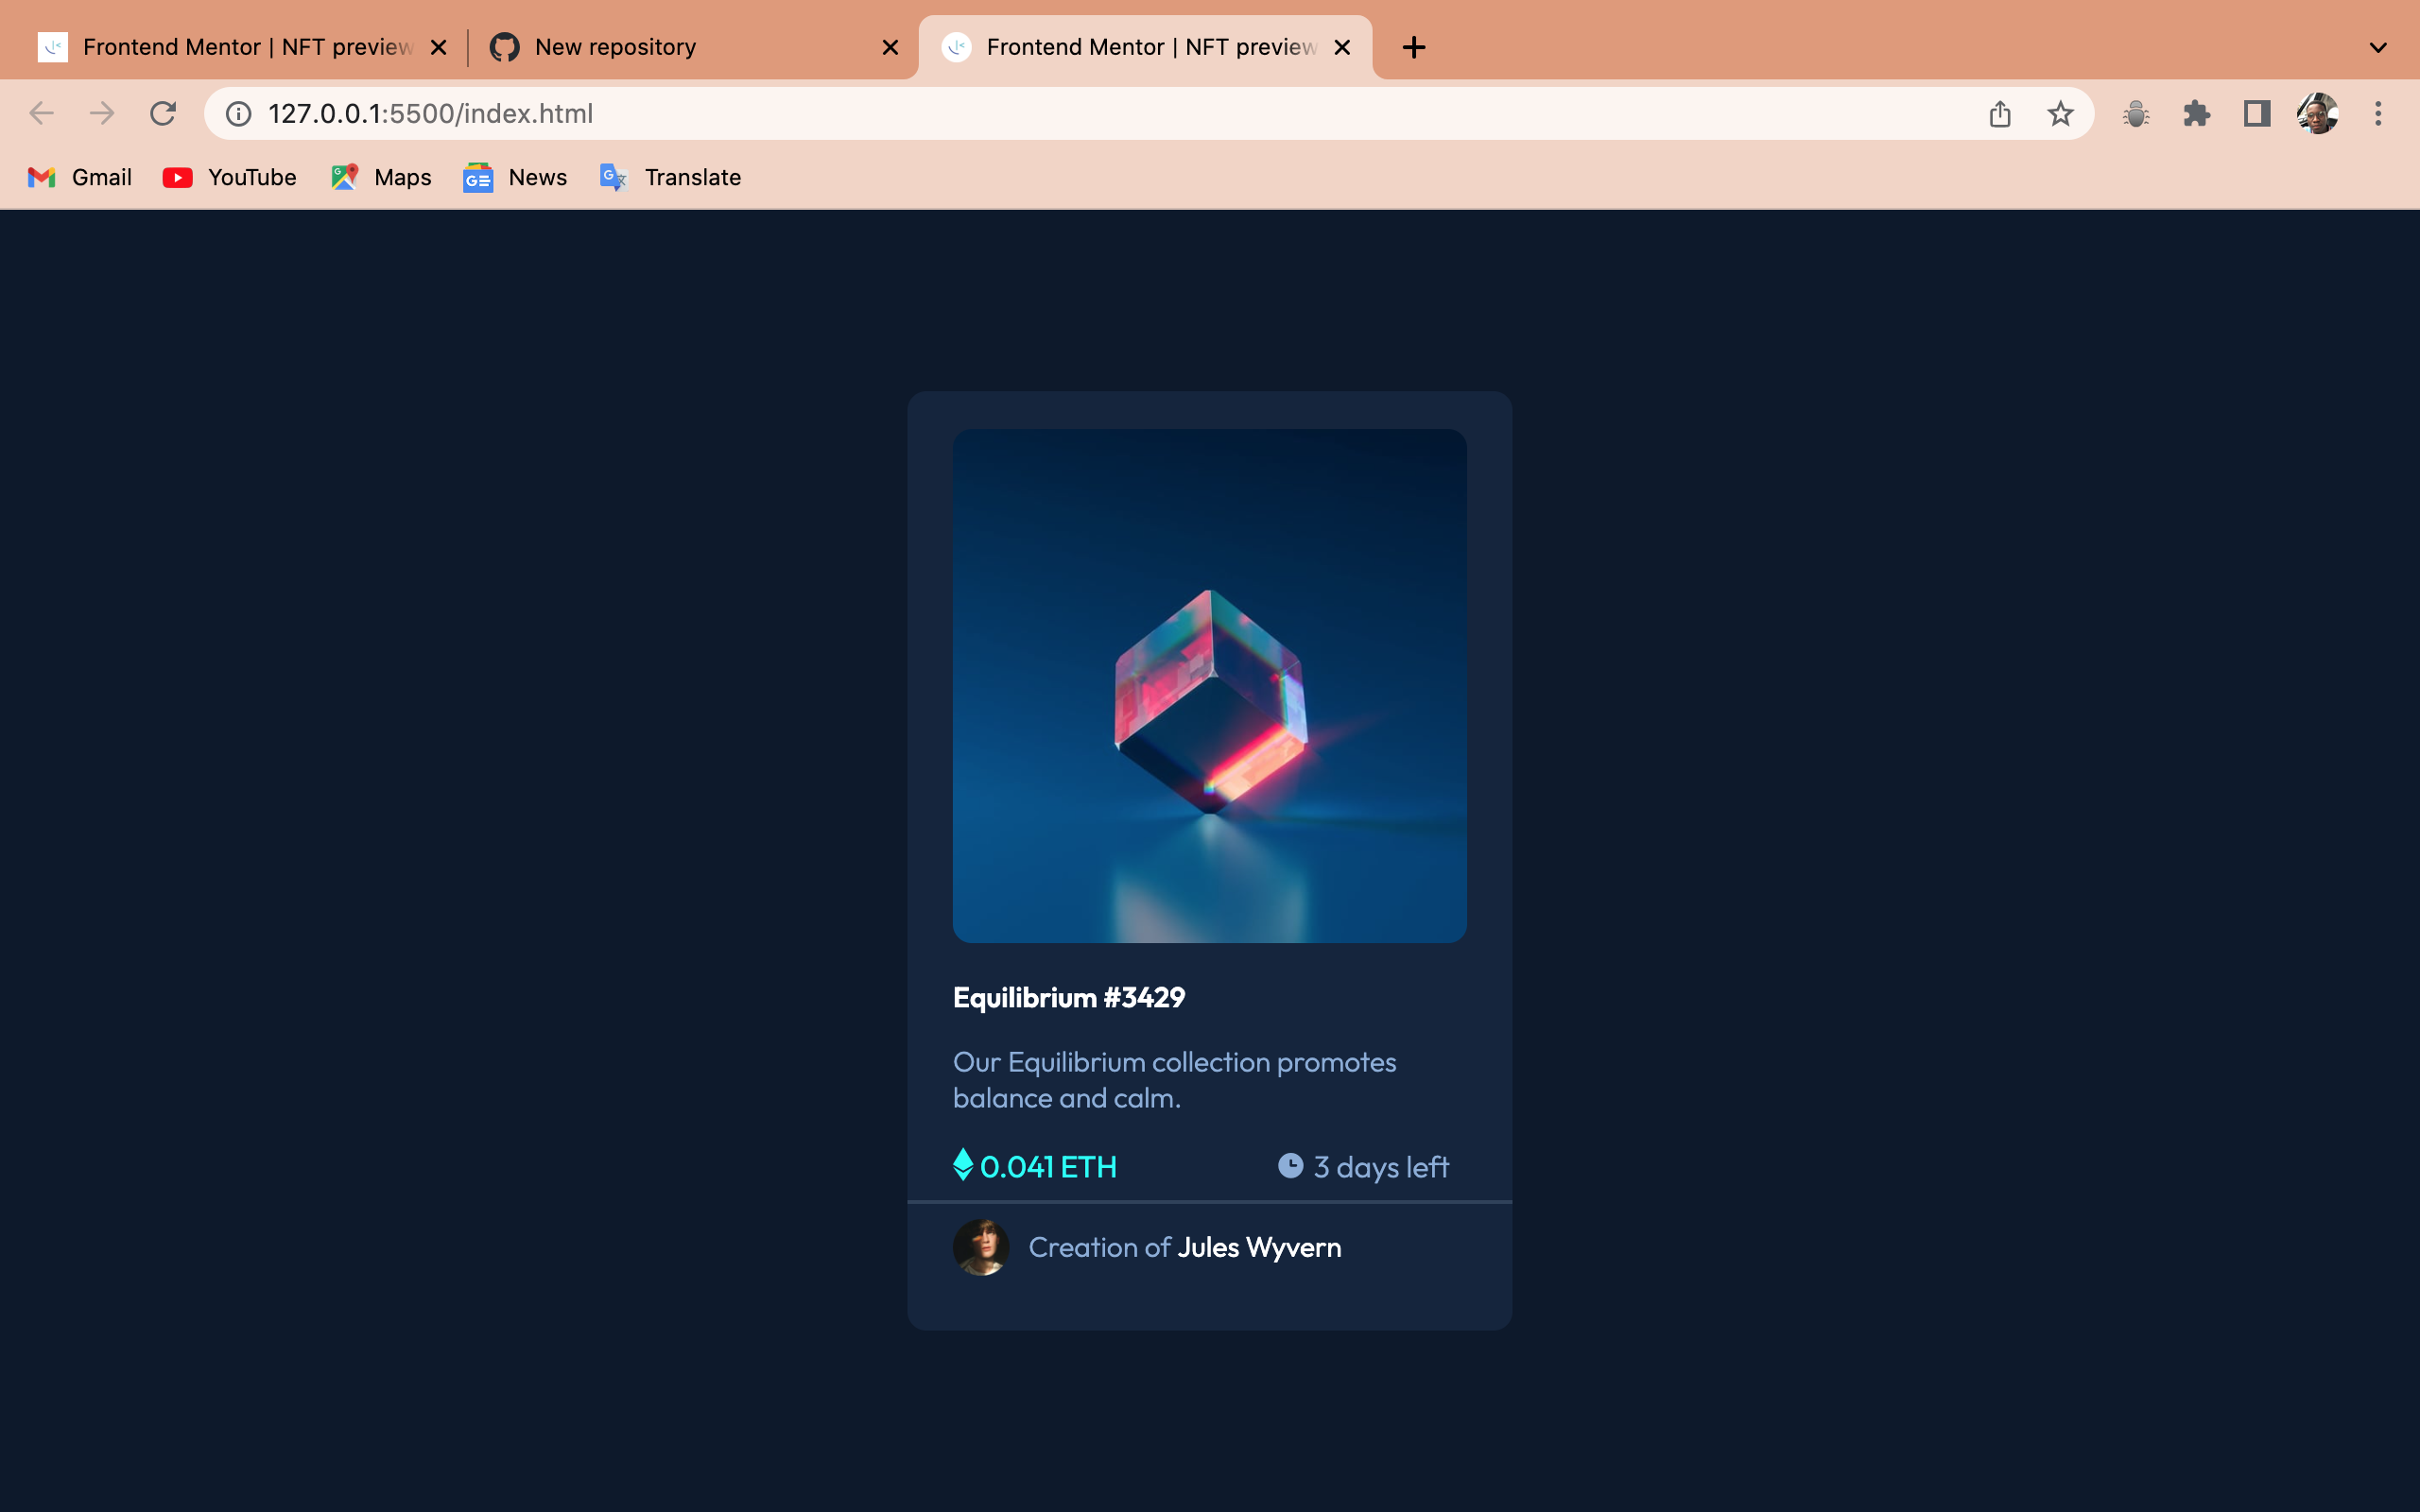 Frontend Mentor | NFT preview
New repository
Frontend Mentor | NFT preview
127.0.0.1:5500/index.html
Gmail
YouTube
Maps
News
Translate
Equilibrium #3429
Our Equilibrium collection promotes
balance and calm.
0.041 ETH
3 days left
Creation of Jules Wyvern